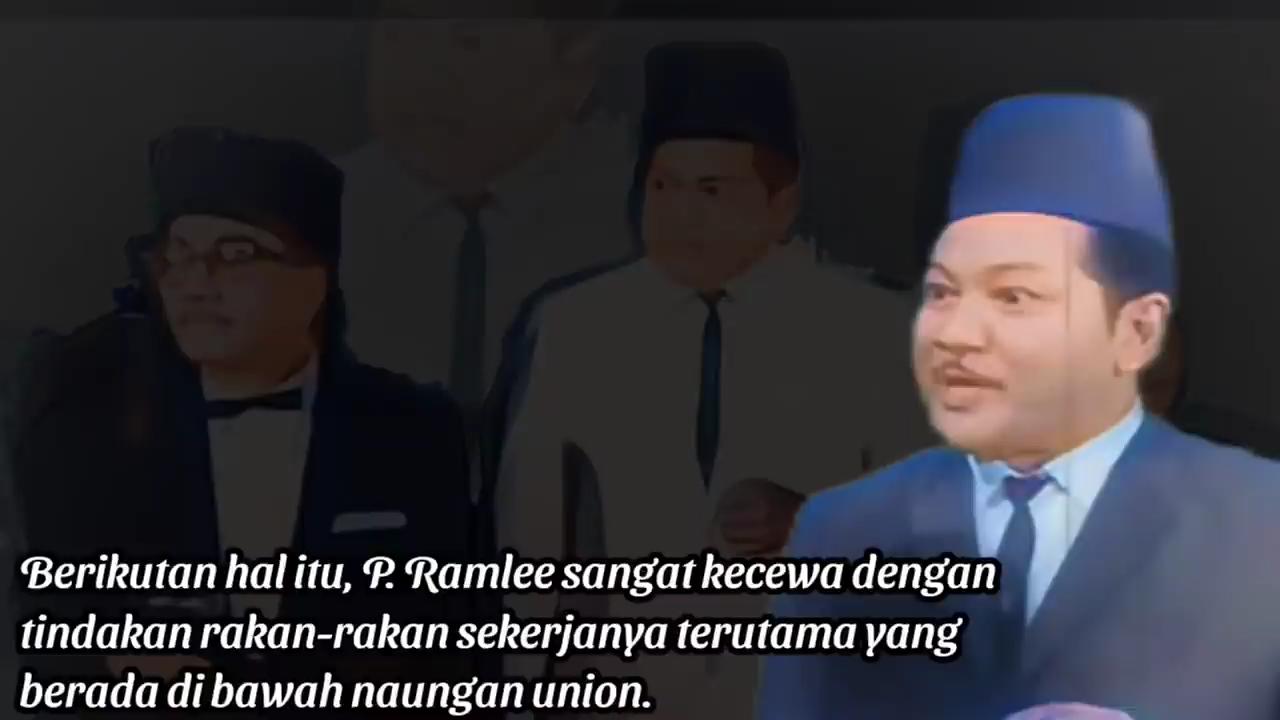 Berikutan hal itu, P. Ramlee sangat kecewa dengan
tindakan rakan-rakan sekerjanya terutama yang
berada di bawah naungan union.